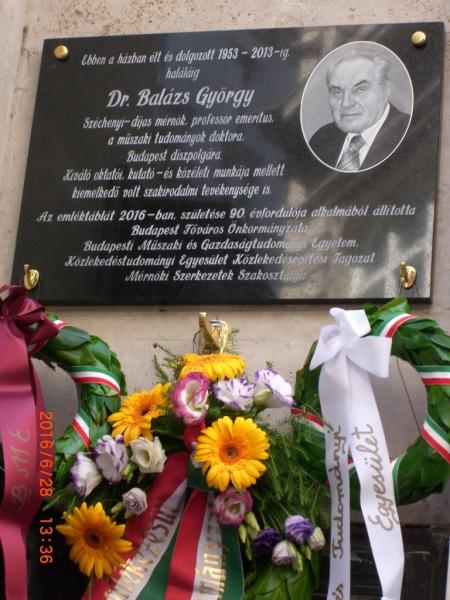 Ebben a házban élt és dolgozott 1953 - 2013-ig,
haláláig
Dr. Balázs György
Széchenyi-díjas mérnök, professor emeritus,
a műszaki tudományok doktora,
Budapest díszpolgára.
Kiváló oktatói, kutató-és közéleti munkája mellett
kiemelkedő volt szakirodalmi tevékenysége is.
Az emléktáblát 2016-ban, születése 90. évfordulója alkalmából állította
Budapest Főváros Önkormányzata,
Budapesti Műszaki és Gazdaságtudományi Egyetem,
Közlekedéstudományi Egyesület Közlekedésépítési Tagozat
Mérnöki Szerkezetek Szakosztálya
BME
Tudományi
Egyesület
2016/6/28 13:36